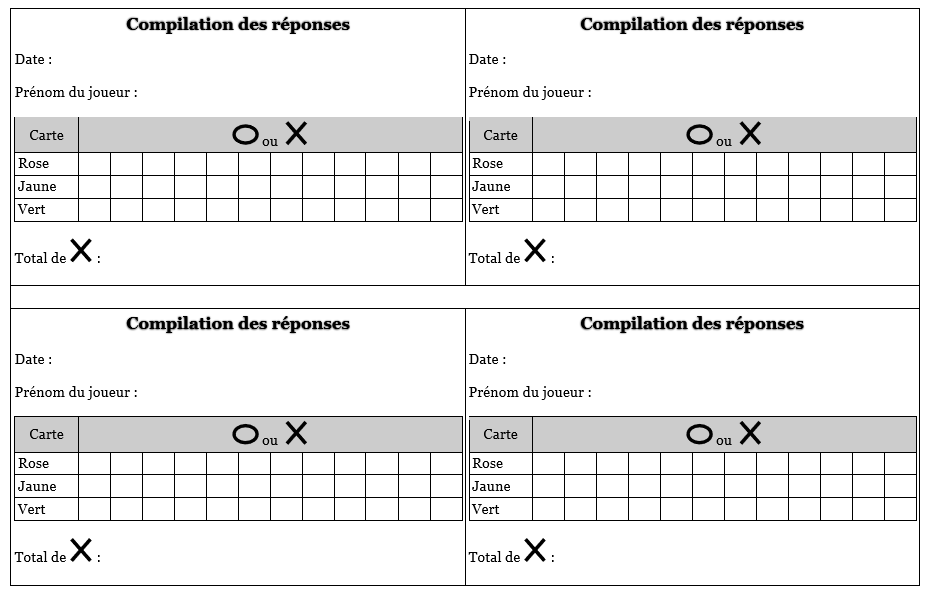 Compilation des réponses
Date :
Prénom du joueur :
Carte O ou X
Rose
Jaune
Vert
Total de X :
Compilation des réponses
Date :
Prénom du joueur :
Carte O ou X
Rose
Jaune
Vert
Total de X :
Compilation des réponses
Date :
Prénom du joueur :
Carte O ou X
Rose
Jaune
Vert
Total de X :
Compilation des réponses
Date :
Prénom du joueur :
Carte O ou X
Rose
Jaune
Vert
Total de X :